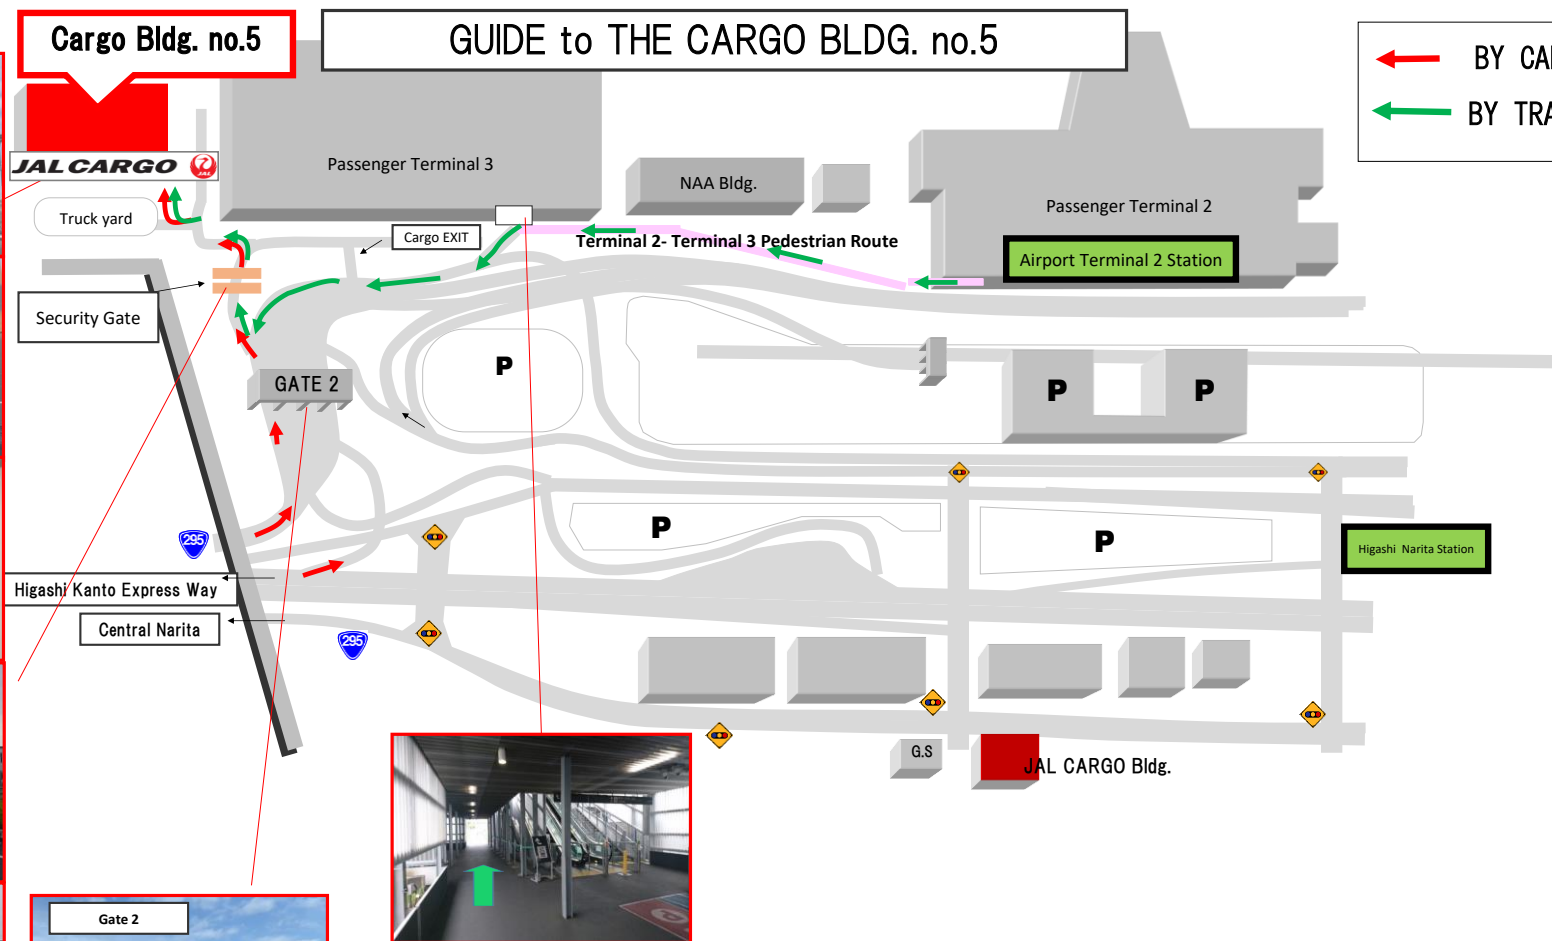 Cargo Bldg. no.5
GUIDE to THE CARGO BLDG. no.5
BY
BY
JAL CARGO
JAL
Passenger Terminal 3
NAA Bldg.
Passenger Terminal 2
Truck yard
Cargo EXIT
Terminal 2- Terminal 3 Pedestrian Route
Airport Terminal 2 Station
Security Gate
P
GATE 2
P
P
P
P
295
Higashi Narita Station
Higashi Kanto Express Way
Central Narita
295
G.S
JAL CARGO Bldg.
Gate 2